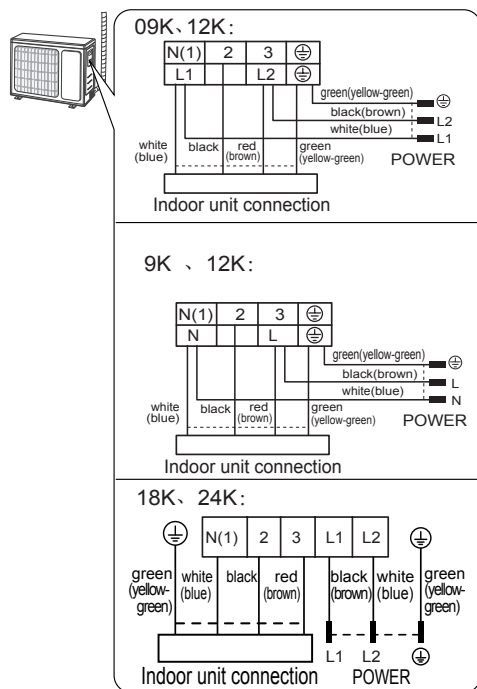 09K、12K:
N(1) 2 3
L1 L2
green(yellow-green)
black(brown) L2
white(blue) L1
white (blue) black red (brown) green (yellow-green) POWER
Indoor unit connection
9K 、 12K:
N(1) 2 3
N L
green(yellow-green)
black(brown) L
white(blue) N
white (blue) black red (brown) green (yellow-green) POWER
Indoor unit connection
18K、24K:
N(1) 2 3 L1 L2
green white black red black white green
(yellow- (blue) (brown) (brown) (blue) (yellow-
green) green)
L1 L2
Indoor unit connection POWER